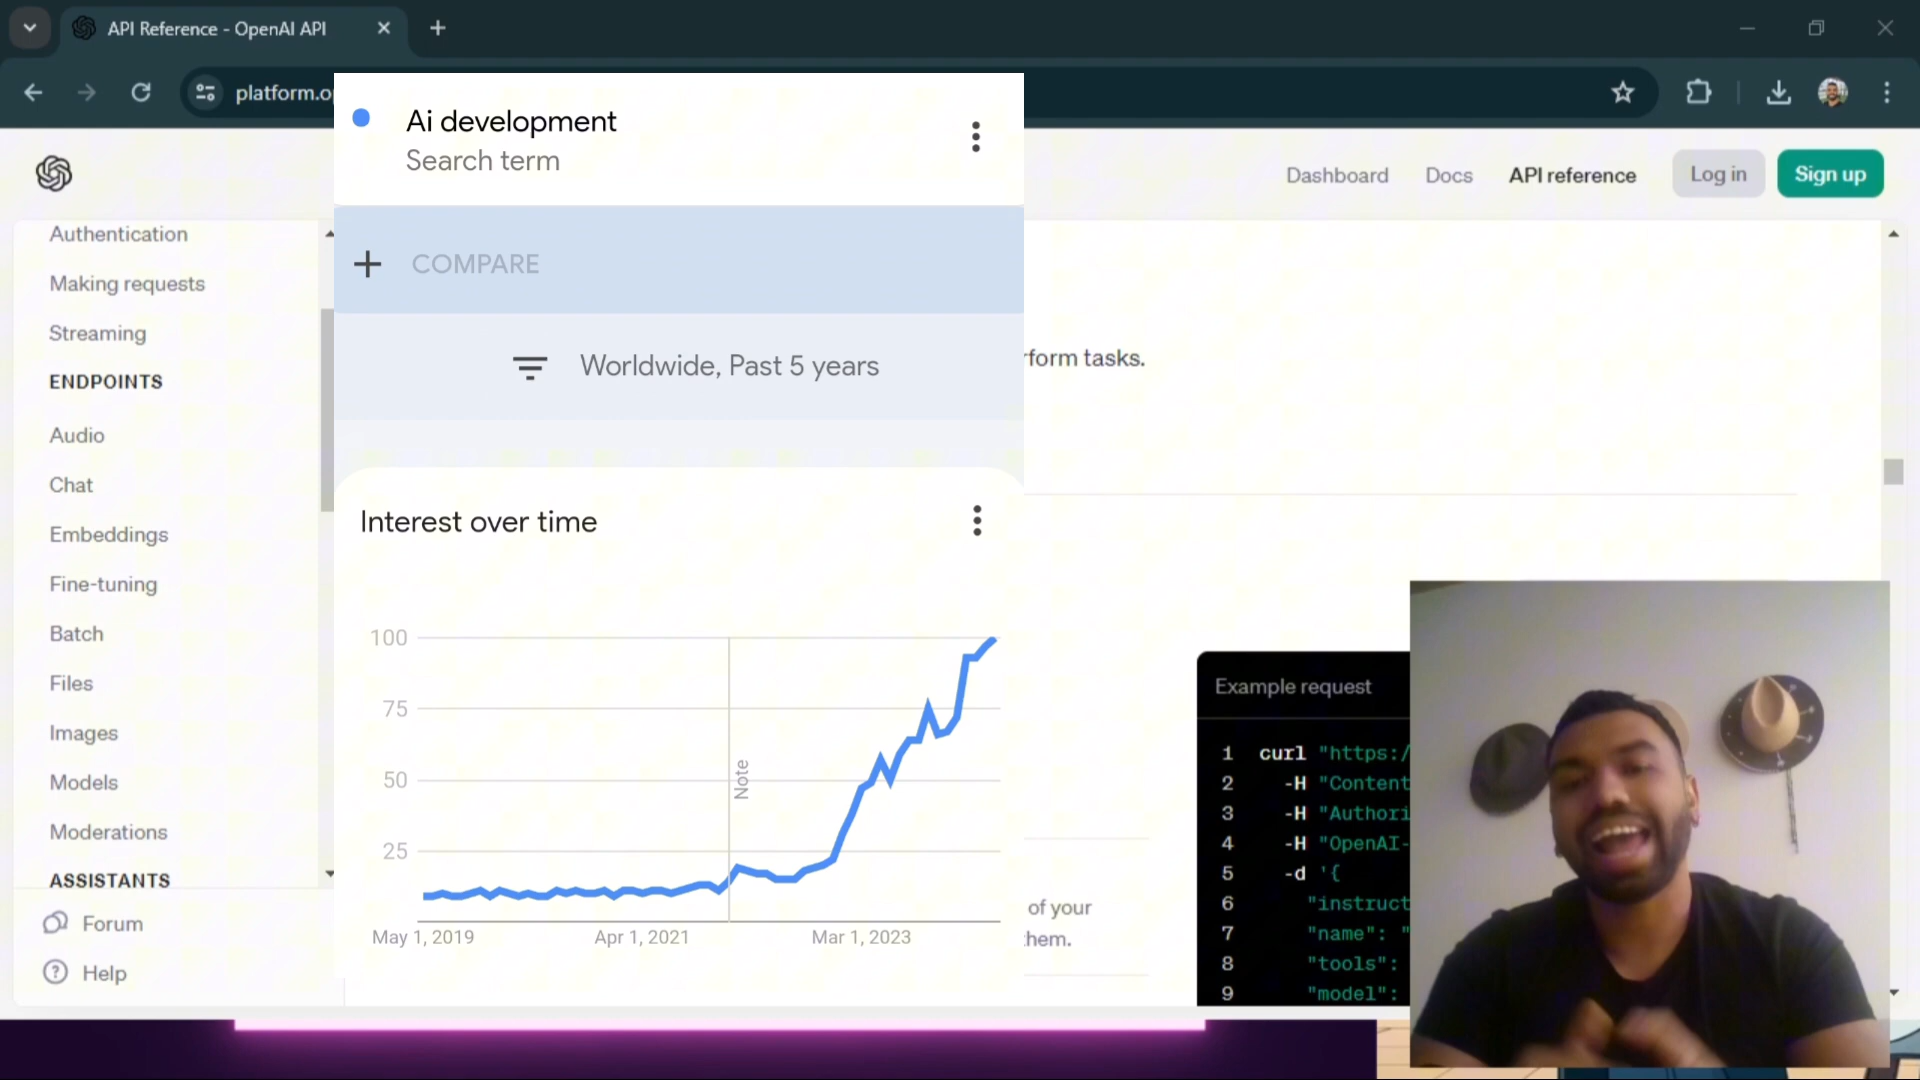 API Reference - OpenAI API
platform.op
Dashboard
Docs
API reference
Log in
Sign up
Authentication
Making requests
Streaming
ENDPOINTS
Audio
Chat
Embeddings
Fine-tuning
Batch
Files
Images
Models
Moderations
ASSISTANTS
Forum
Help
Ai development
Search term
COMPARE
Worldwide, Past 5 years
Interest over time
100
75
50
25
Note
May 1, 2019
Apr 1, 2021
Mar 1, 2023
form tasks.
of your
hem.
Example request
1 curl "https:/
2 -H "Content
3 -H "Authori
4 -H "OpenAI-
5 -d '{
6 "instruct
7 "name": "
8 "tools":
9 "model":